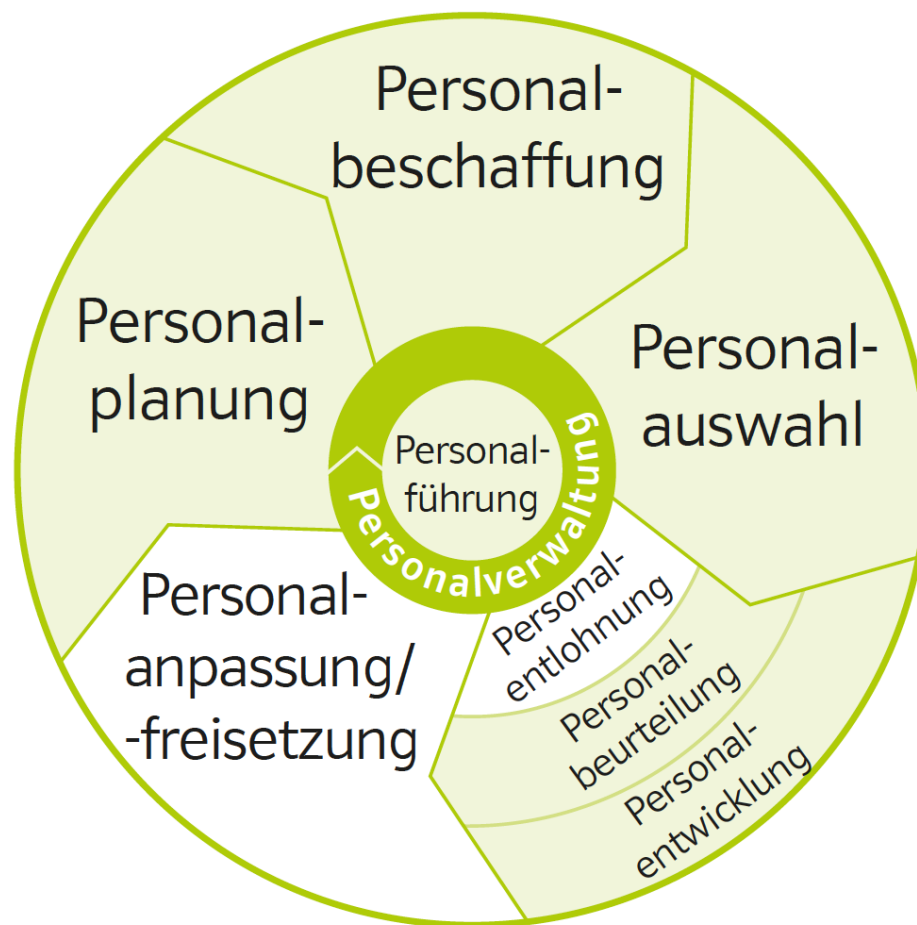 Personal-
beschaffung
Personal-
planung
Personal-
auswahl
Personal-
führung
Personalverwaltung
Personal-
entlohnung
Personal-
beurteilung
Personal-
entwicklung
Personal-
anpassung/
-freisetzung